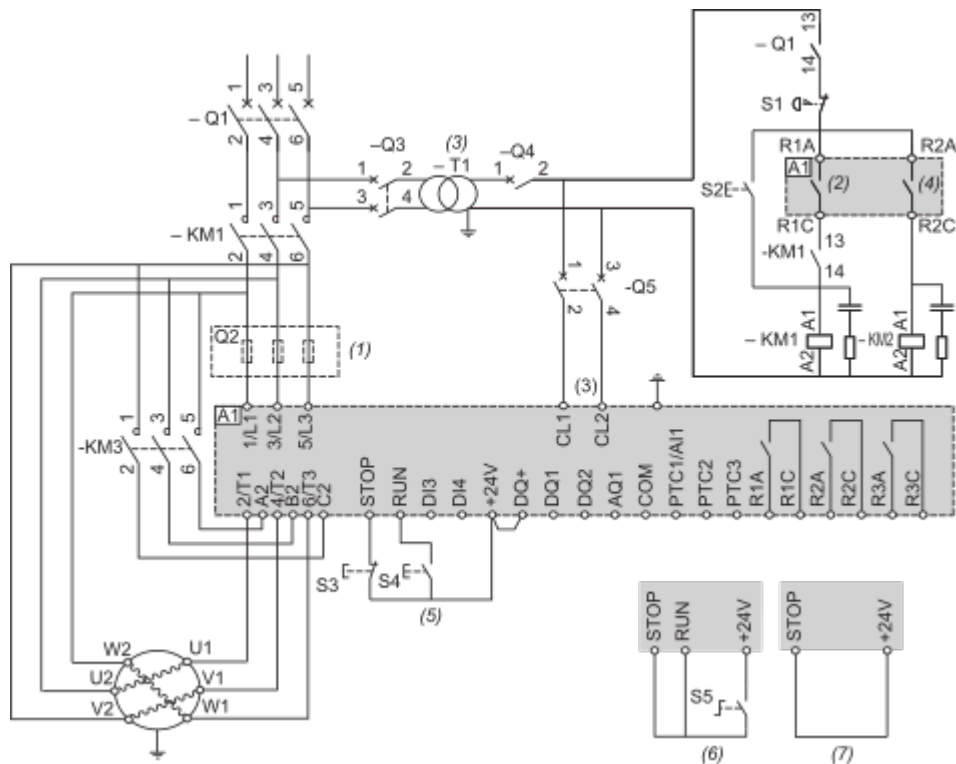 1 3 5
– Q1
2 4 6
–Q3
(3)
– T1
–Q4
1 2
3 4
1 2
1 3 5
– KM1
2 4 6
13
– Q1
14
S1
R1A R2A
A1
(2) (4)
S2
R1C R2C
13
-KM1
14
A1 A1
– KM1 – KM2
A2 A2
1 3
-Q5
2 4
Q2
(1)
(3)
1 3 5
-KM3
2 4 6
A1
1/L1 3/L2 5/L3 CL1 CL2
2/T1 A2 4/T2 B2 6/T3 C2 STOP RUN DI3 DI4 +24V DQ+ DQ1 DQ2 AQ1 COM PTC1/AI1 PTC2 PTC3 R1A R1C R2A R2C R3A R3C
S3 S4
(5)
W2 U1
U2 V1
V2 W1
STOP RUN +24V
S5
(6)
STOP +24V
(7)